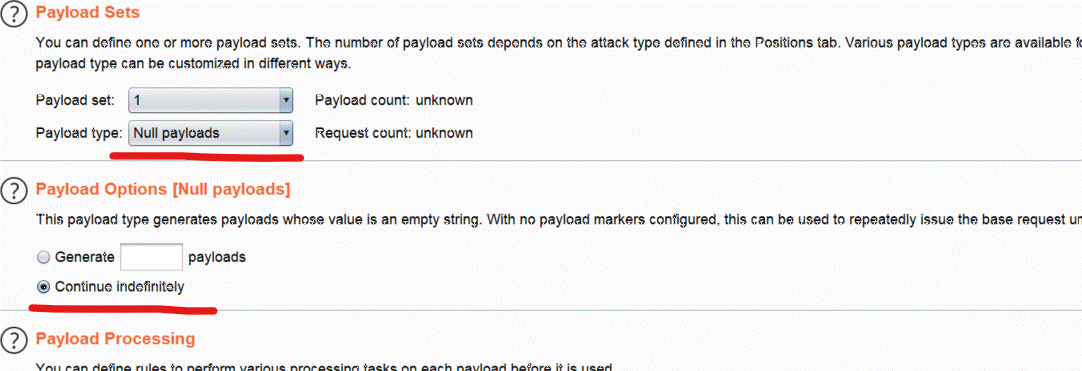 Payload Sets
You can define one or more payload sets. The number of payload sets depends on the attack type defined in the Positions tab. Various payload types are available
payload type can be customized in different ways.
Payload set: 1 Payload count: unknown
Payload type: Null payloads Request count: unknown
Payload Options [Null payloads]
This payload type generates payloads whose value is an empty string. With no payload markers configured, this can be used to repeatedly issue the base request
Generate payloads
Continue indefinitely
Payload Processing
You can define rules to perform various processing tasks on each payload before it is used.